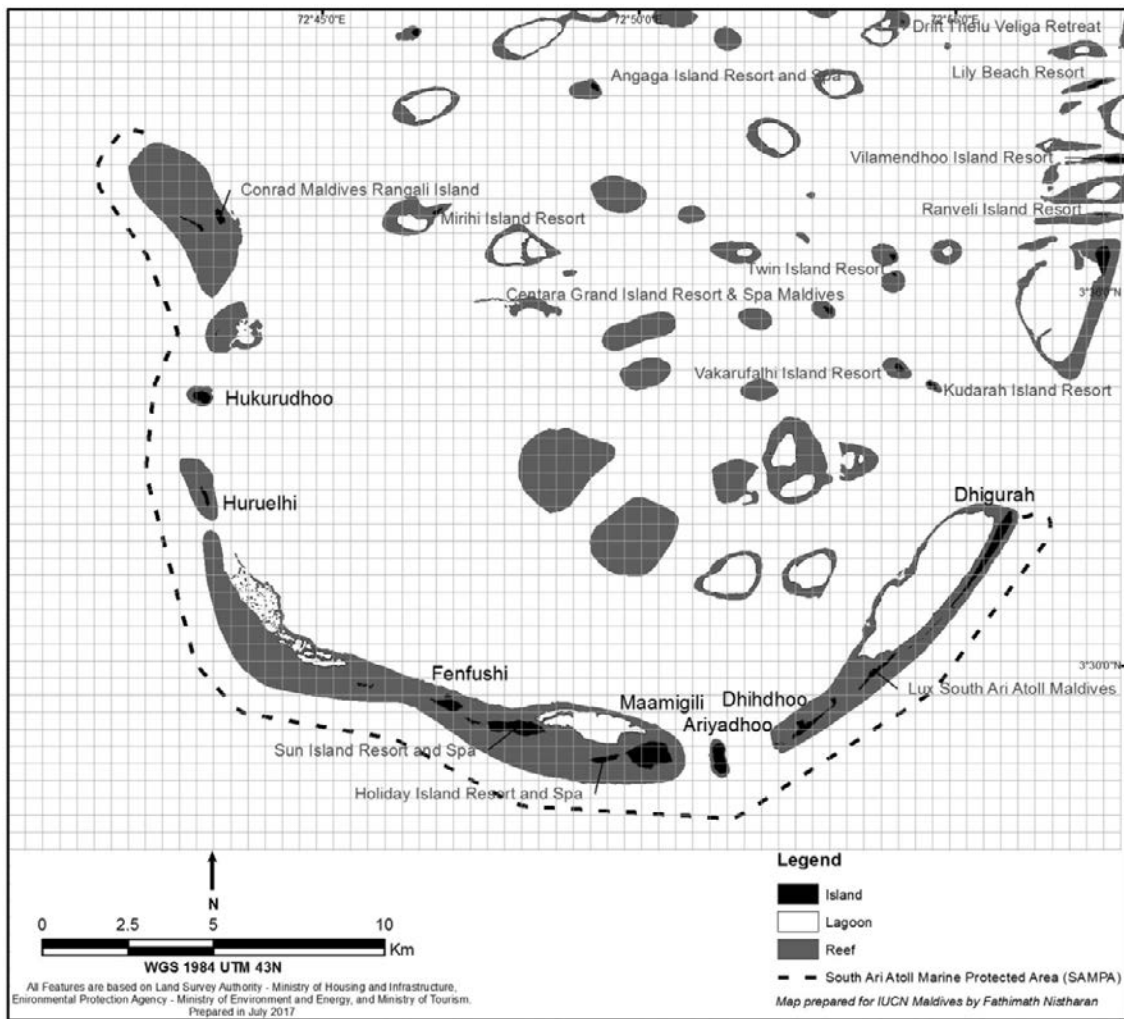 72°45'0"E
72°50'0"E
72°55'0"E
Drift Thelu Veliga Retreat
Lily Beach Resort
Angaga Island Resort and Spa
Vilamendhoo Island Resort
Conrad Maldives Rangali Island
Mirihi Island Resort
Ranveli Island Resort
Twin Island Resort
3°36'0"N
Centara Grand Island Resort & Spa Maldives
Vakarufalhi Island Resort
Kudarah Island Resort
Hukurudhoo
Huruelhi
Dhigurah
3°30'0"N
Fenfushi
Lux South Ari Atoll Maldives
Maamigili
Dhihdhoo
Ariyadhoo
Sun Island Resort and Spa
Holiday Island Resort and Spa
N
0 2.5 5 10
Km
WGS 1984 UTM 43N
All Features are based on Land Survey Authority - Ministry of Housing and Infrastructure,
Enironmental Protection Agency - Ministry of Environment and Energy, and Ministry of Tourism.
Prepared in July 2017
Legend
Island
Lagoon
Reef
South Ari Atoll Marine Protected Area (SAMPA)
Map prepared for IUCN Maldives by Fathimath Nistharan